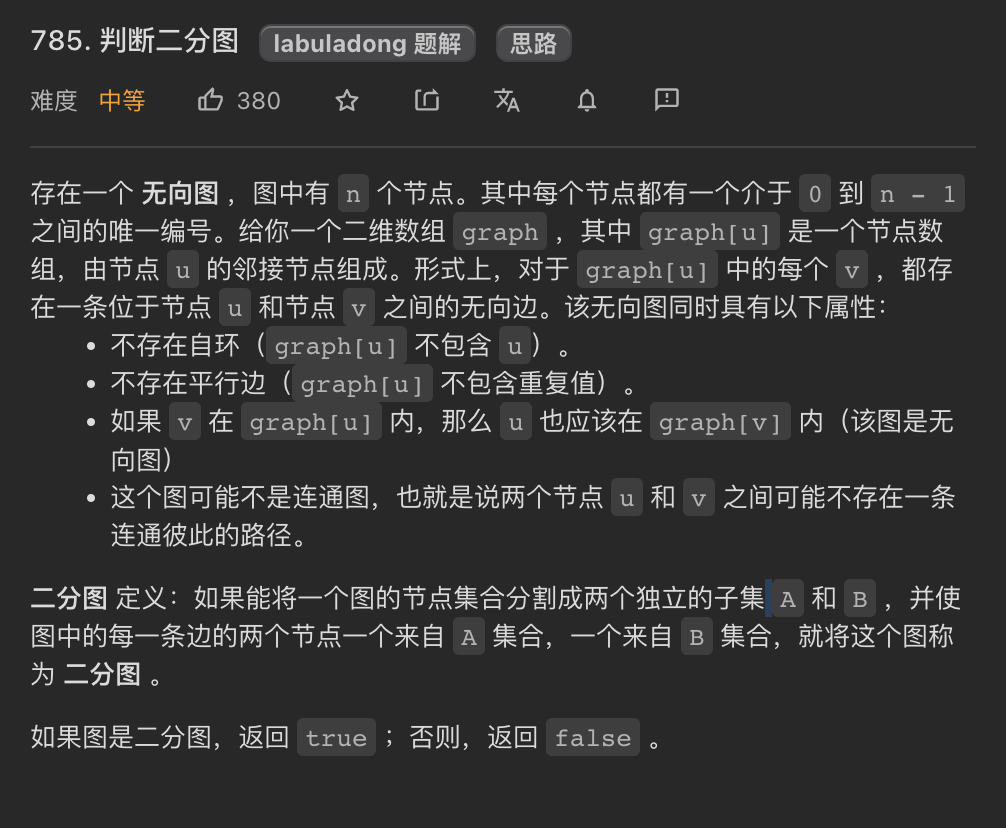 785. 判断二分图 labuladong 题解 思路
难度 中等 380
存在一个 无向图 ，图中有 n 个节点。其中每个节点都有一个介于 0 到 n - 1
之间的唯一编号。给你一个二维数组 graph ，其中 graph[u] 是一个节点数
组，由节点 u 的邻接节点组成。形式上，对于 graph[u] 中的每个 v ，都存
在一条位于节点 u 和节点 v 之间的无向边。该无向图同时具有以下属性：
• 不存在自环（graph[u] 不包含 u）。
• 不存在平行边（graph[u] 不包含重复值）。
• 如果 v 在 graph[u] 内，那么 u 也应该在 graph[v] 内（该图是无
向图）
• 这个图可能不是连通图，也就是说两个节点 u 和 v 之间可能不存在一条
连通彼此的路径。
二分图 定义：如果能将一个图的节点集合分割成两个独立的子集 A 和 B ，并使
图中的每一条边的两个节点一个来自 A 集合，一个来自 B 集合，就将这个图称
为 二分图 。
如果图是二分图，返回 true ；否则，返回 false 。